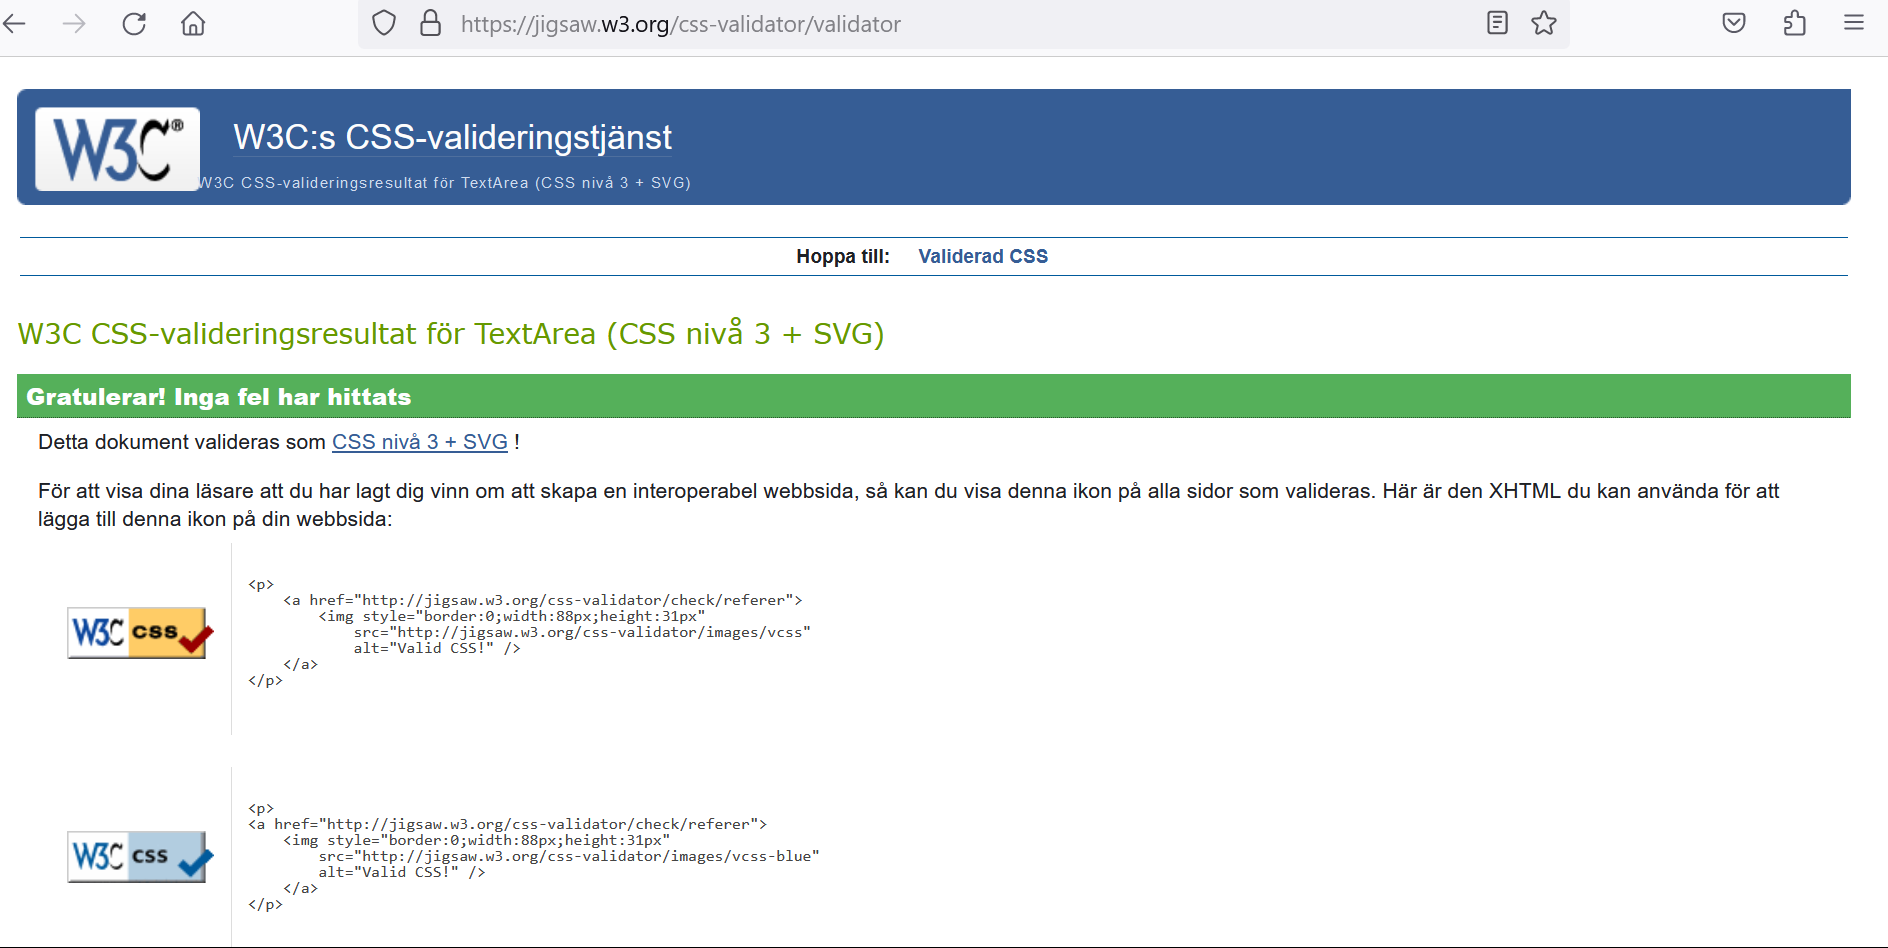 https://jigsaw.w3.org/css-validator/validator
W3C®
W3C:s CSS-valideringstjänst
W3C CSS-valideringsresultat för TextArea (CSS nivå 3 + SVG)
Hoppa till: Validerad CSS
W3C CSS-valideringsresultat för TextArea (CSS nivå 3 + SVG)
Gratulerar! Inga fel har hittats
Detta dokument valideras som CSS nivå 3 + SVG !
För att visa dina läsare att du har lagt dig vinn om att skapa en interoperabel webbsida, så kan du visa denna ikon på alla sidor som valideras. Här är den XHTML du kan använda för att
lägga till denna ikon på din webbsida:
W3C css
<p>
    <a href="http://jigsaw.w3.org/css-validator/check/referer">
        <img style="border:0;width:88px;height:31px"
            src="http://jigsaw.w3.org/css-validator/images/vcss"
            alt="Valid CSS!" />
    </a>
</p>
W3C css
<p>
<a href="http://jigsaw.w3.org/css-validator/check/referer">
    <img style="border:0;width:88px;height:31px"
        src="http://jigsaw.w3.org/css-validator/images/vcss-blue"
        alt="Valid CSS!" />
    </a>
</p>